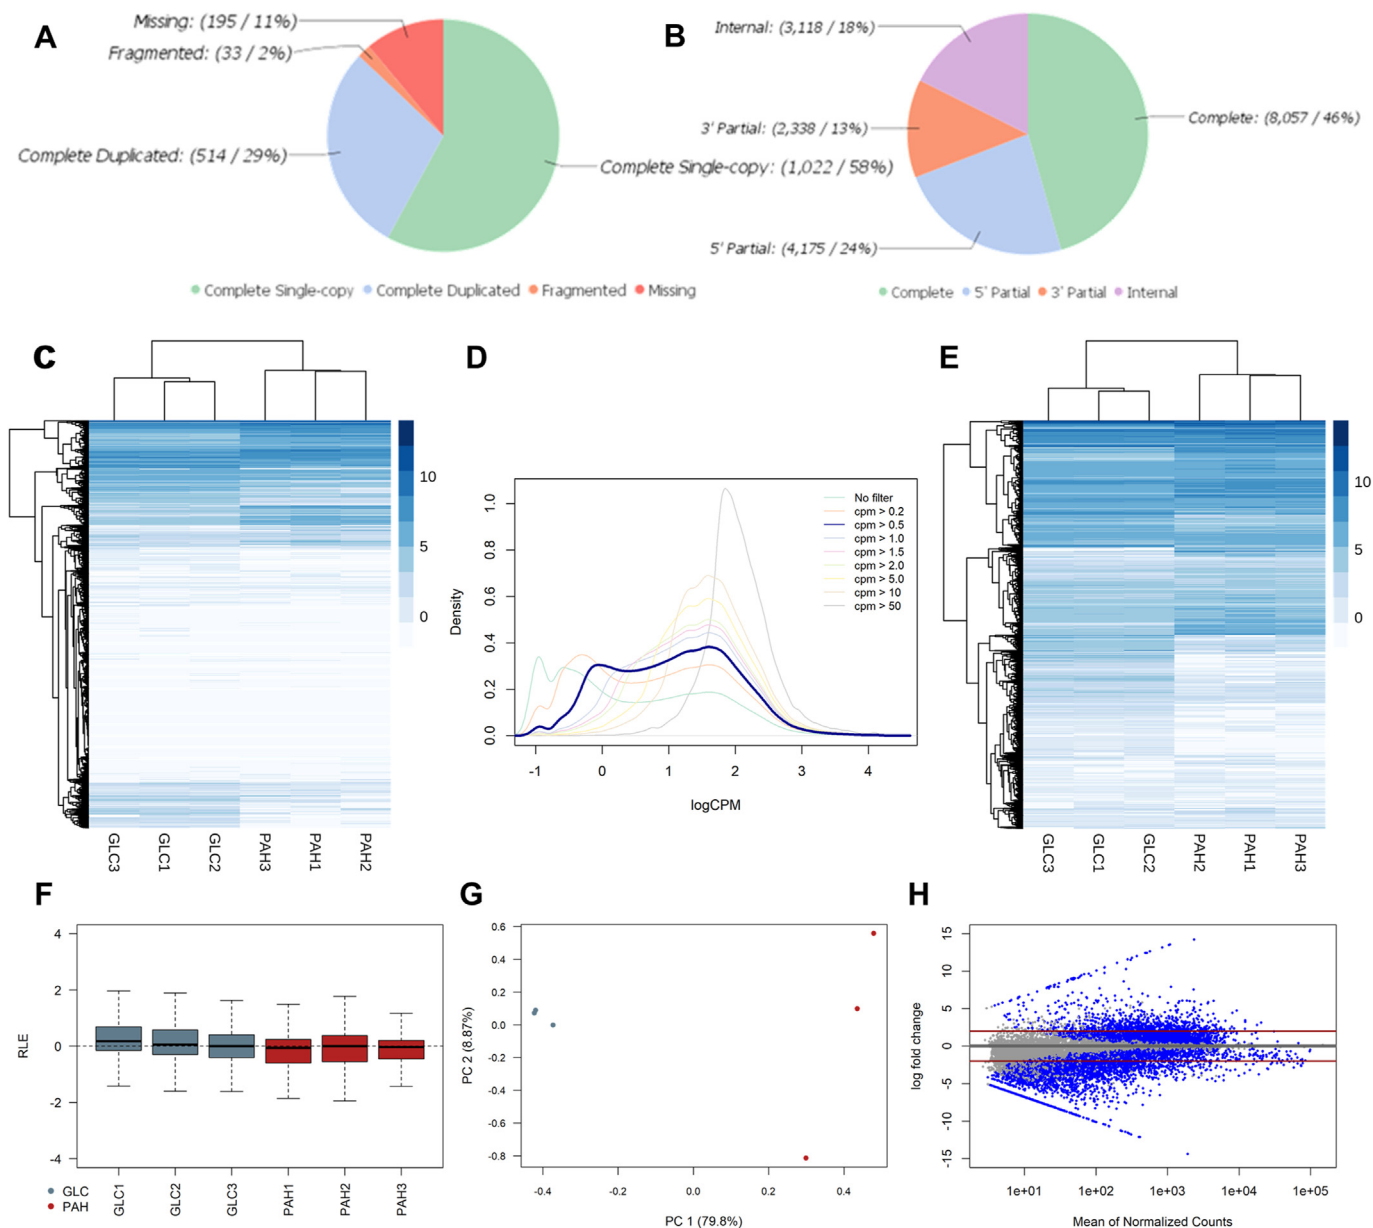 A
Missing: (195 / 11%)
Fragmented: (33 / 2%)
Complete Duplicated: (514 / 29%)
Complete Single-copy: (1,022 / 58%)
Complete Single-copy Complete Duplicated Fragmented Missing
B
Internal: (3,118 / 18%)
3' Partial: (2,338 / 13%)
Complete: (8,057 / 46%)
5' Partial: (4,175 / 24%)
Complete 5' Partial 3' Partial Internal
C
10
5
0
GLC3 GLC1 GLC2 PAH3 PAH1 PAH2
D
Density
1.0
0.8
0.6
0.4
0.2
0.0
No filter
cpm > 0.2
cpm > 0.5
cpm > 1.0
cpm > 1.5
cpm > 2.0
cpm > 5.0
cpm > 10
cpm > 50
-1 0 1 2 3 4
logCPM
E
10
5
0
GLC3 GLC1 GLC2 PAH2 PAH1 PAH3
F
RLE
4
2
0
-2
-4
GLC1 GLC2 GLC3 PAH1 PAH2 PAH3
GLC
PAH
G
PC 2 (8.87%)
0.6
0.4
0.2
0.0
-0.2
-0.4
-0.6
-0.8
-0.4 -0.2 0.0 0.2 0.4
PC 1 (79.8%)
H
log fold change
15
10
5
0
-5
-10
-15
1e+01 1e+02 1e+03 1e+04 1e+05
Mean of Normalized Counts